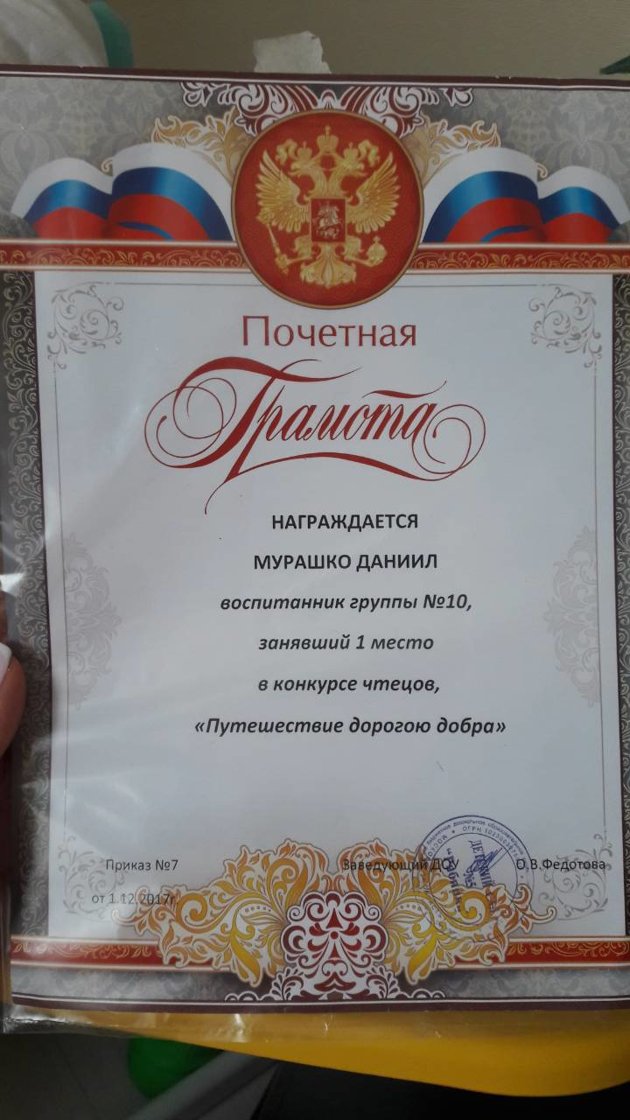 Почетная
Грамота
НАГРАЖДАЕТСЯ
МУРАШКО ДАНИИЛ
воспитанник группы №10,
занявший 1 место
в конкурсе чтецов,
«Путешествие дорогою добра»
Приказ №7
Заведующий ДОУ
О.В.Федотова
от 1.12.2017г.